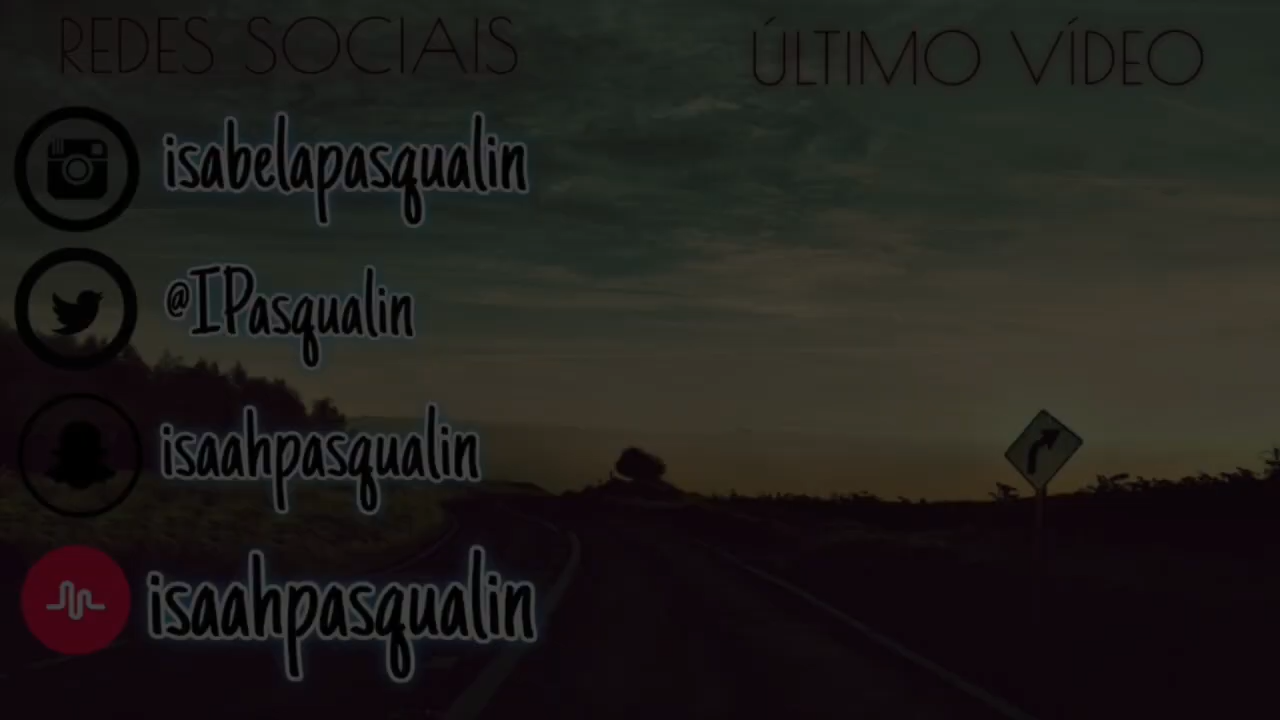 REDES SOCIAIS
ÚLTIMO VÍDEO
isabelapasqualin
@IPasqualin
isaahpasqualin
isaahpasqualin